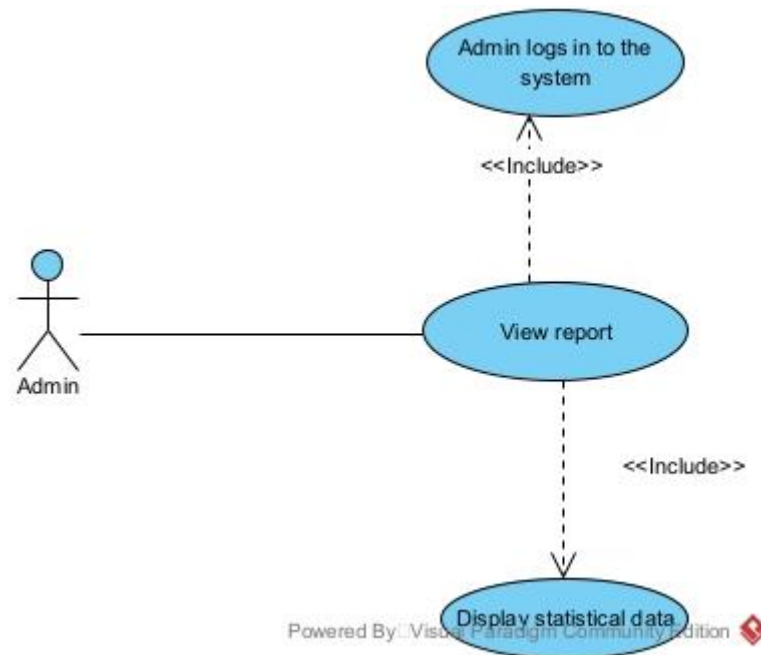 Admin logs in to the
system
<<Include>>
View report
Admin
<<Include>>
Display statistical data
Powered By Visual Paradigm Community Edition